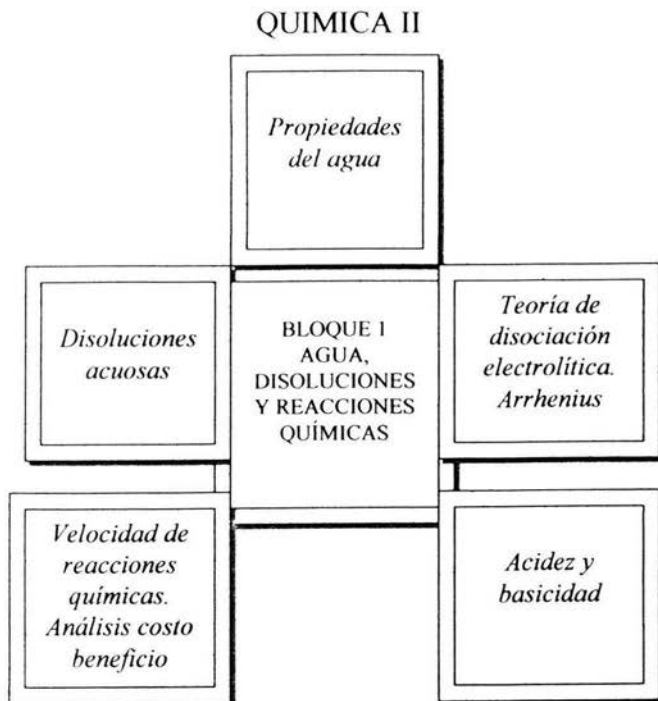 QUIMICA II
Propiedades
del agua
Disoluciones
acuosas
BLOQUE 1
AGUA,
DISOLUCIONES
Y REACCIONES
QUÍMICAS
Teoría de
disociación
electrolítica.
Arrhenius
Velocidad de
reacciones
químicas.
Análisis costo
beneficio
Acidez y
basicidad